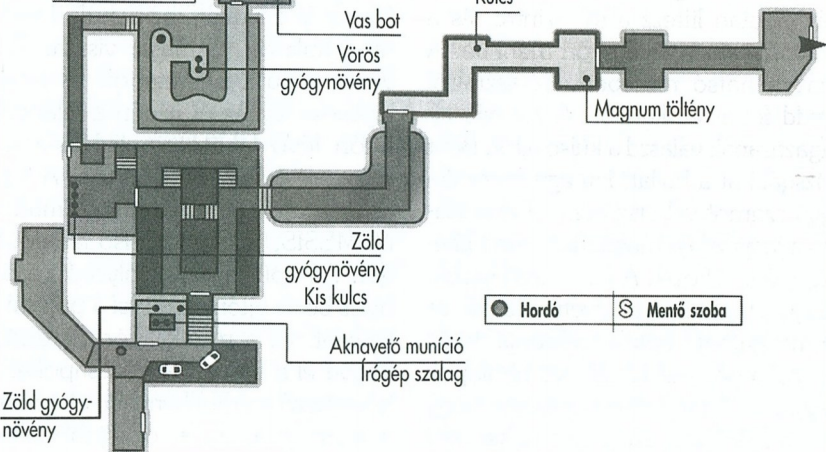 Vas bot
Vörös
gyógynövény
Magnum töltény
Zöld
gyógynövény
Kis kulcs
Hordó
S Mentő szoba
Aknavető muníció
Írógép szalag
Zöld gyógy-
növény